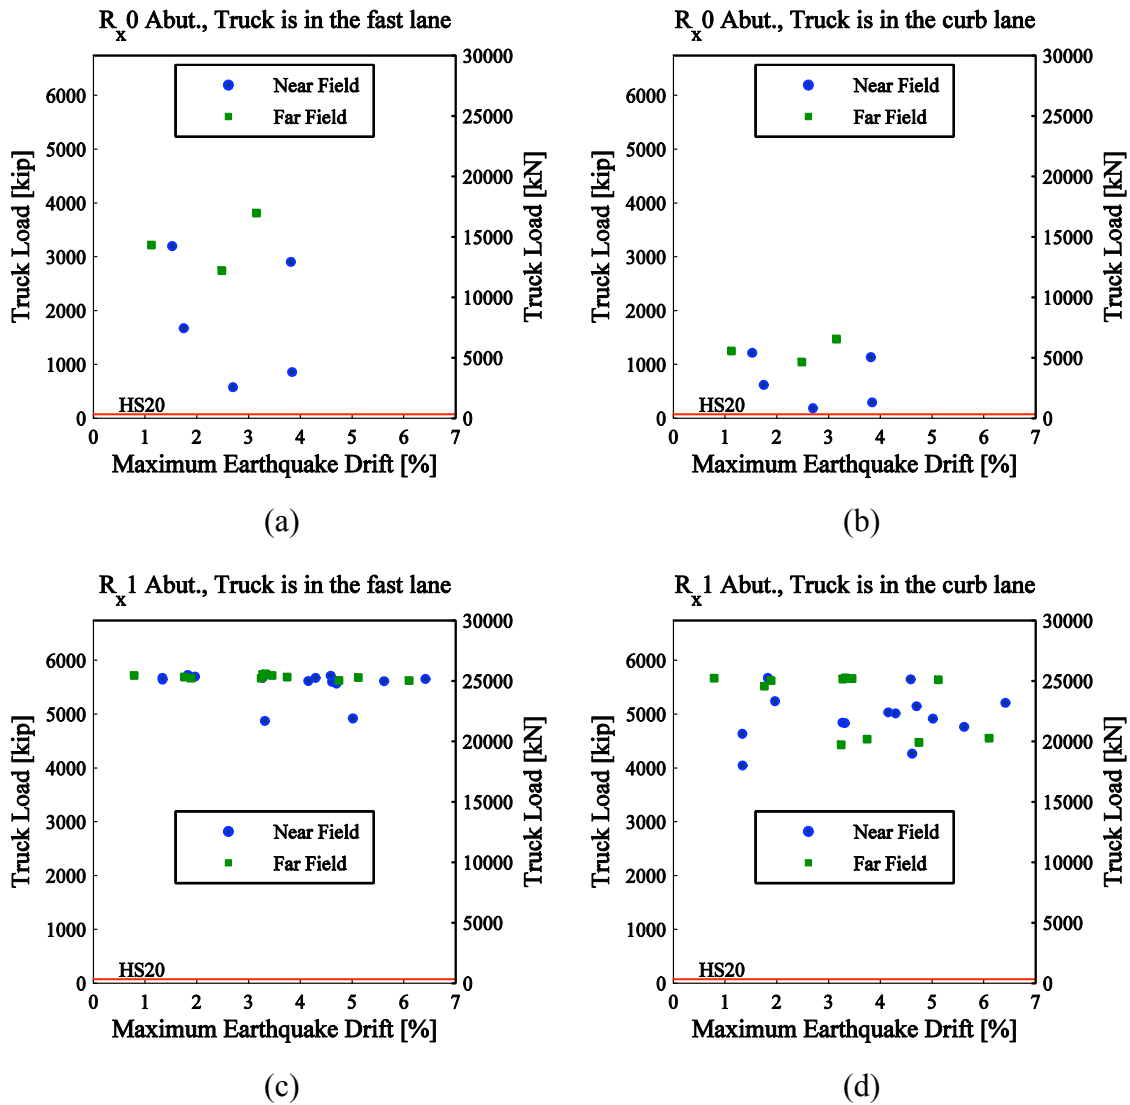 Rx0 Abut., Truck is in the fast lane
Near Field
Far Field
HS20
Truck Load [kip]
0
1000
2000
3000
4000
5000
6000
Truck Load [kN]
0
5000
10000
15000
20000
25000
30000
0 1 2 3 4 5 6 7
Maximum Earthquake Drift [%]
(a)
Rx0 Abut., Truck is in the curb lane
Near Field
Far Field
HS20
Truck Load [kip]
0
1000
2000
3000
4000
5000
6000
Truck Load [kN]
0
5000
10000
15000
20000
25000
30000
0 1 2 3 4 5 6 7
Maximum Earthquake Drift [%]
(b)
Rx1 Abut., Truck is in the fast lane
Near Field
Far Field
HS20
Truck Load [kip]
0
1000
2000
3000
4000
5000
6000
Truck Load [kN]
0
5000
10000
15000
20000
25000
30000
0 1 2 3 4 5 6 7
Maximum Earthquake Drift [%]
(c)
Rx1 Abut., Truck is in the curb lane
Near Field
Far Field
HS20
Truck Load [kip]
0
1000
2000
3000
4000
5000
6000
Truck Load [kN]
0
5000
10000
15000
20000
25000
30000
0 1 2 3 4 5 6 7
Maximum Earthquake Drift [%]
(d)